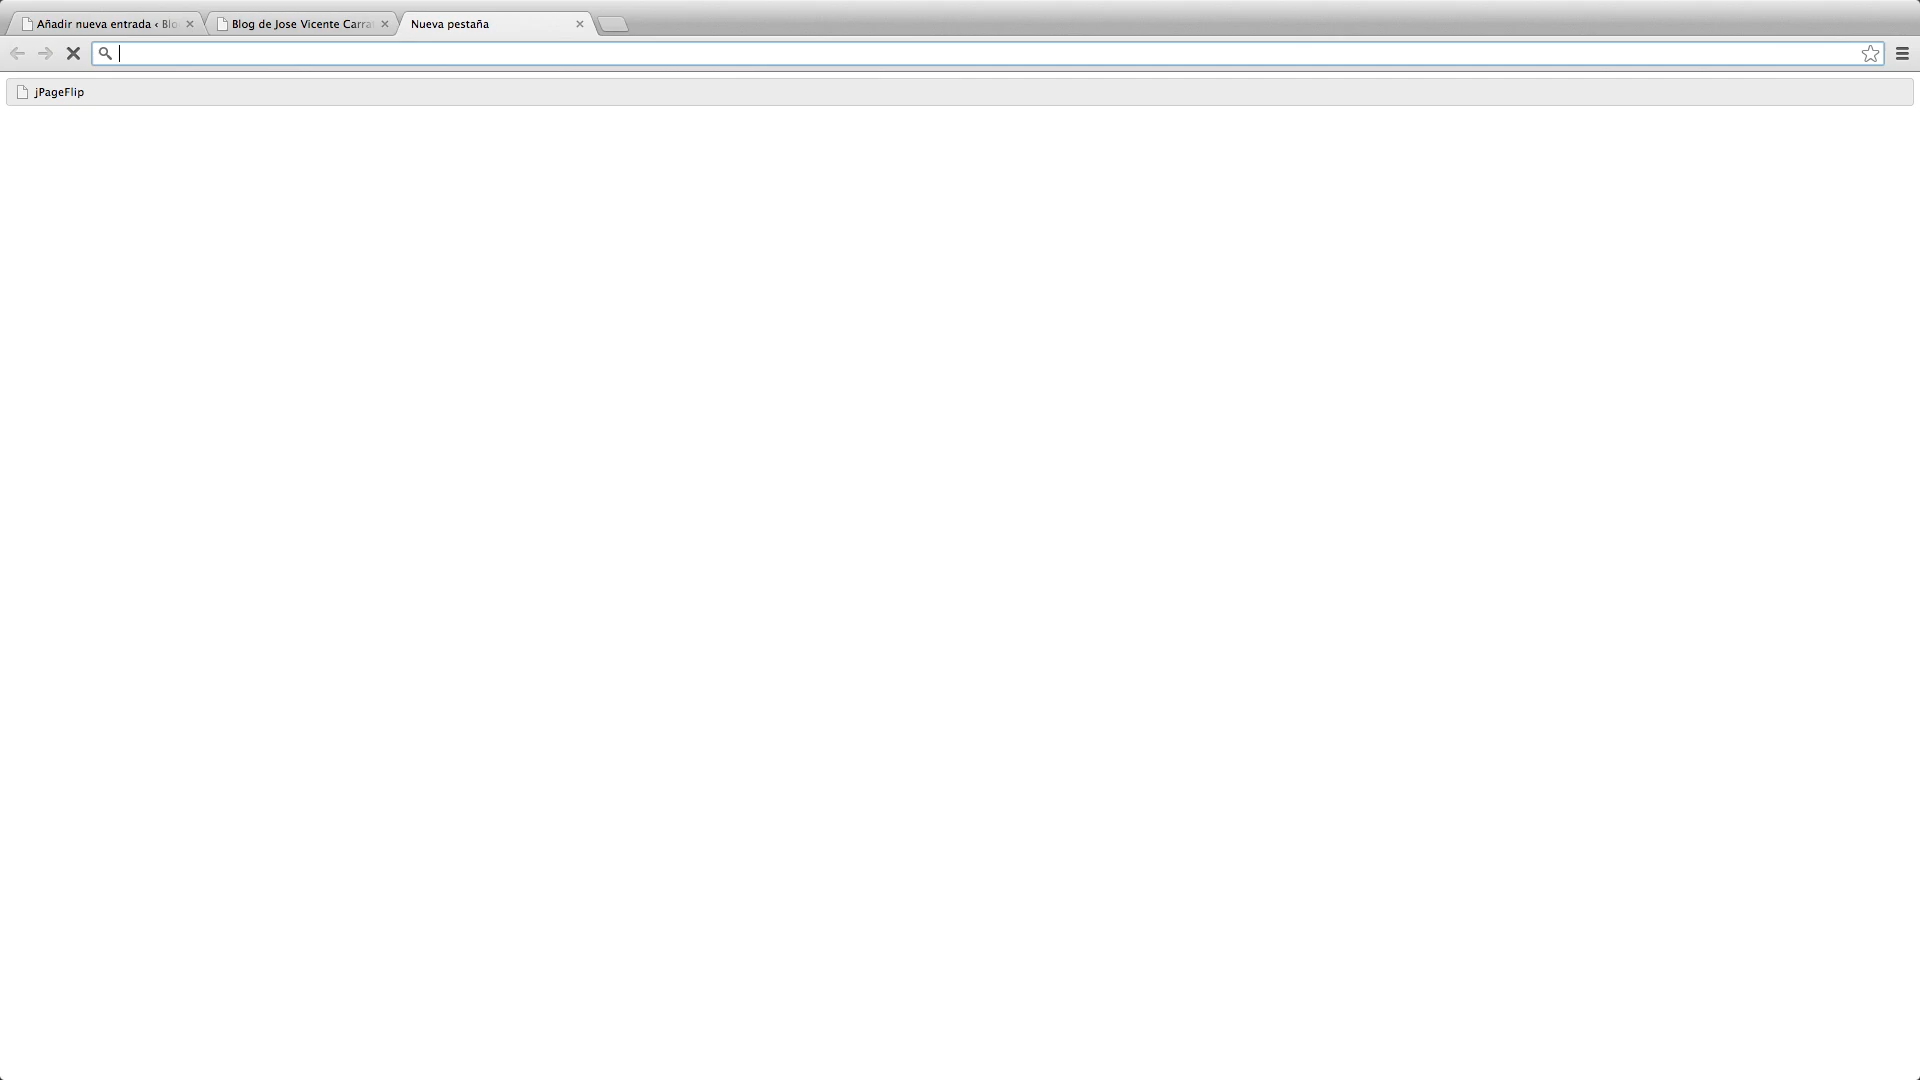 Añadir nueva entrada ‹ Blo
Blog de Jose Vicente Carra
Nueva pestaña
jPageFlip